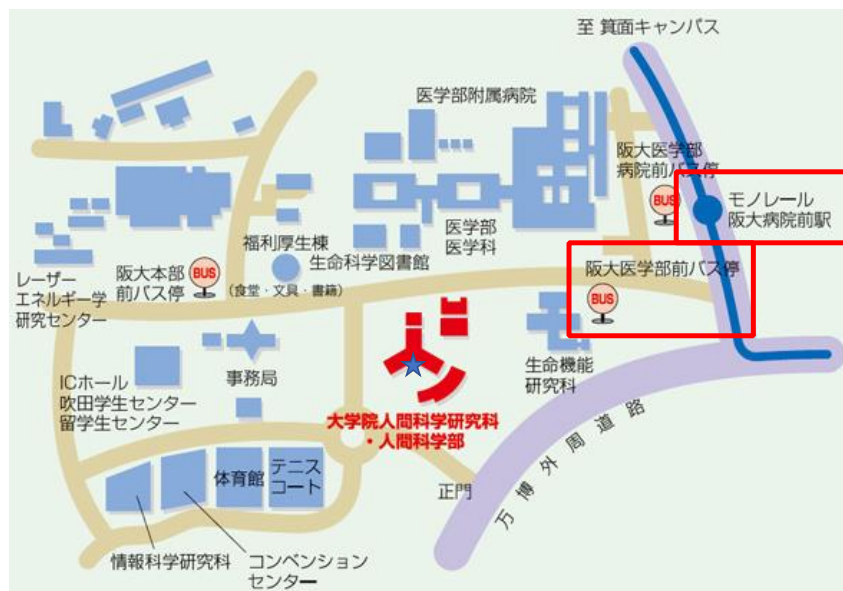 至 箕面キャンパス
医学部附属病院
阪大医学部
病院前バス停
BUS
モノレール
阪大病院前駅
医学部
医学科
福利厚生棟
(食堂・文具・書籍)
生命科学図書館
阪大医学部前バス停
BUS
レーザー
エネルギー学
研究センター
阪大本部
前バス停
BUS
生命機能
研究科
事務局
ICホール
吹田学生センター
留学生センター
大学院人間科学研究科
・人間科学部
体育館
テニス
コート
正門
万博外周道路
情報科学研究科
コンベンション
センター